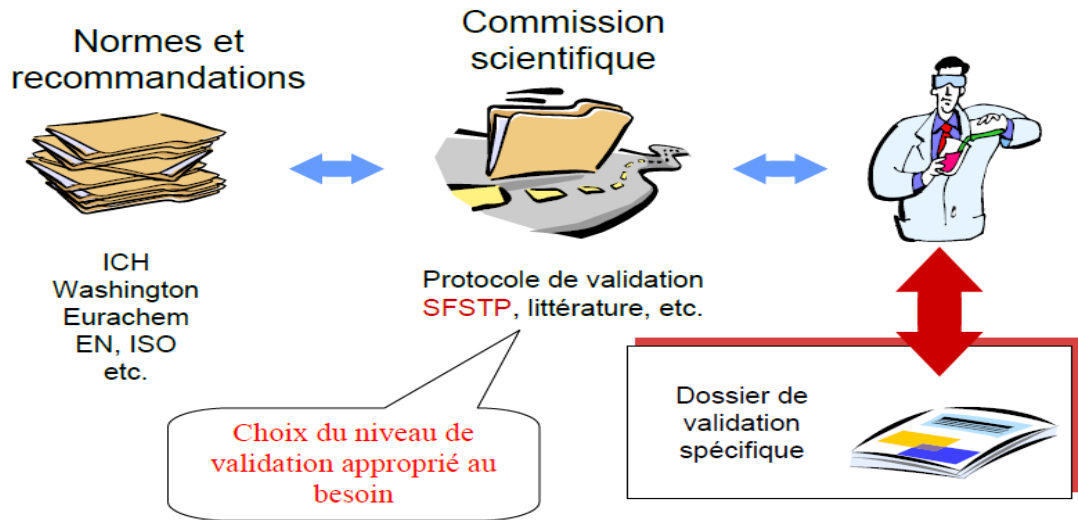 Normes et
recommandations
ICH
Washington
Eurachem
EN, ISO
etc.
Commission
scientifique
Protocole de validation
SFSTP, littérature, etc.
Choix du niveau de
validation approprié au
besoin
Dossier de
validation
spécifique